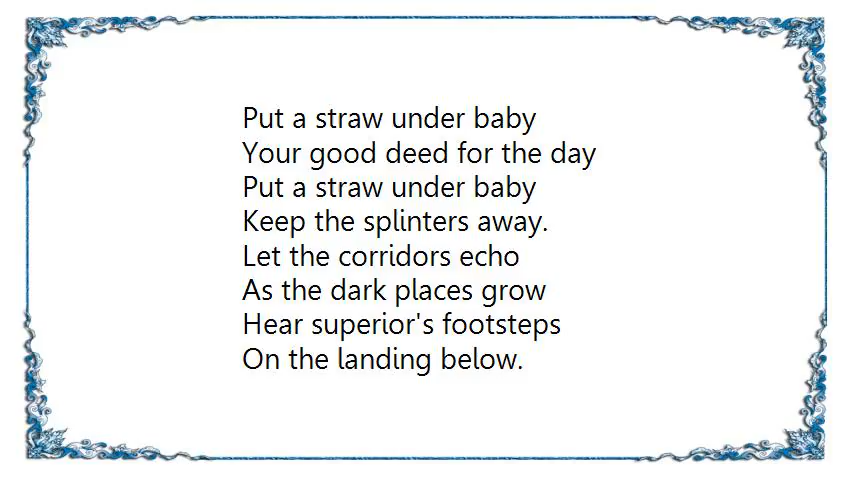 Put a straw under baby
Your good deed for the day
Put a straw under baby
Keep the splinters away.
Let the corridors echo
As the dark places grow
Hear superior's footsteps
On the landing below.